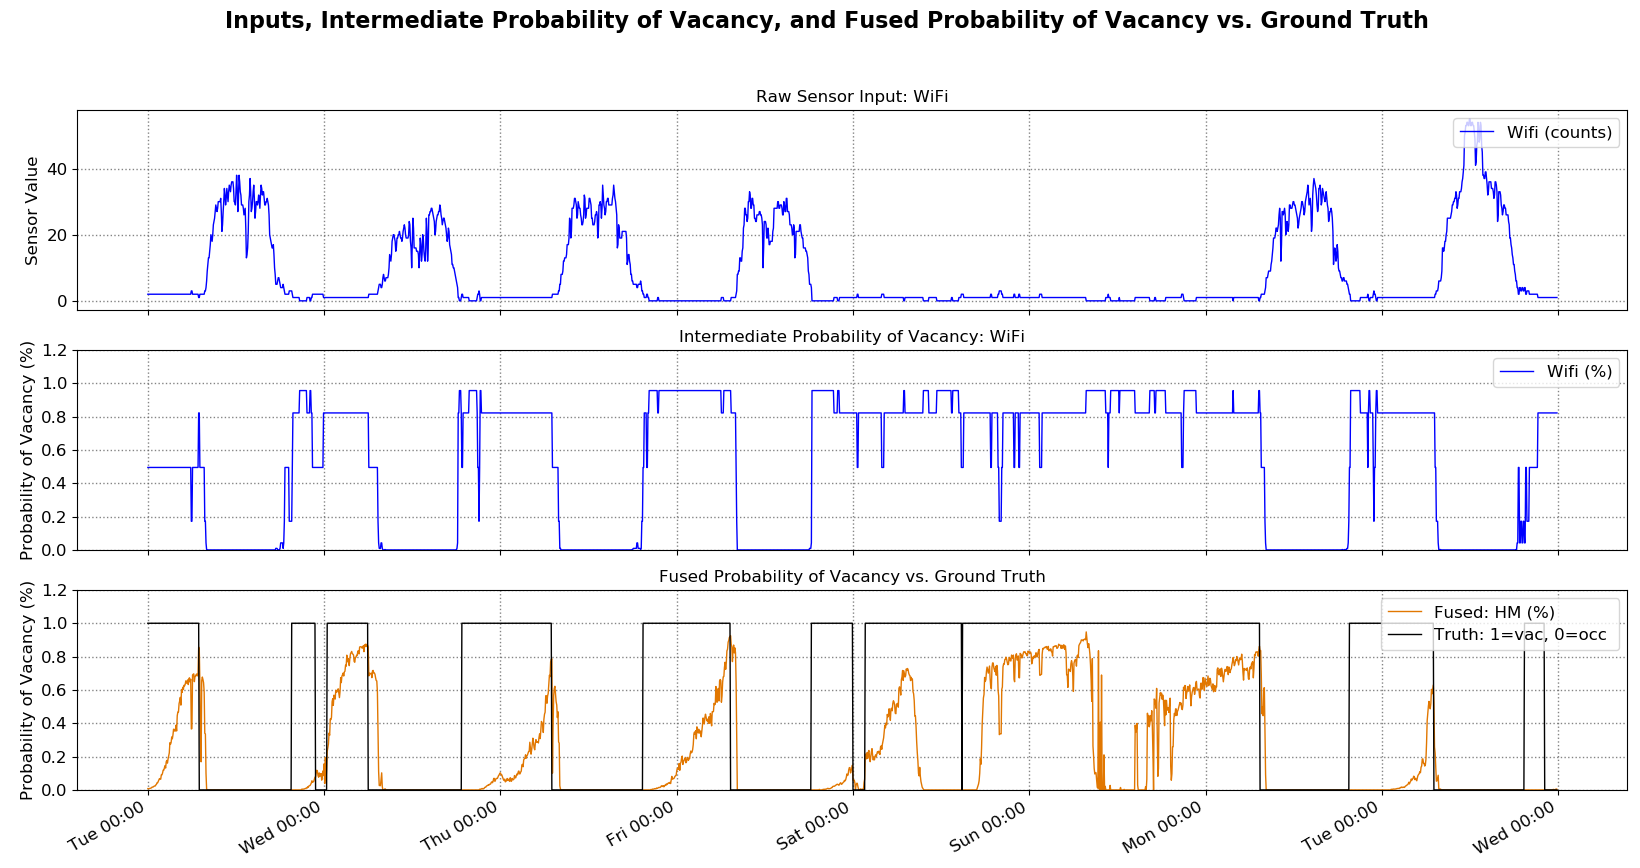 Inputs, Intermediate Probability of Vacancy, and Fused Probability of Vacancy vs. Ground Truth
Raw Sensor Input: WiFi
Sensor Value
40
20
0
Wifi (counts)
Intermediate Probability of Vacancy: WiFi
Probability of Vacancy (%)
1.2
1.0
0.8
0.6
0.4
0.2
0.0
Wifi (%)
Fused Probability of Vacancy vs. Ground Truth
Probability of Vacancy (%)
1.2
1.0
0.8
0.6
0.4
0.2
0.0
Fused: HM (%)
Truth: 1=vac, 0=occ
Tue 00:00
Wed 00:00
Thu 00:00
Fri 00:00
Sat 00:00
Sun 00:00
Mon 00:00
Tue 00:00
Wed 00:00